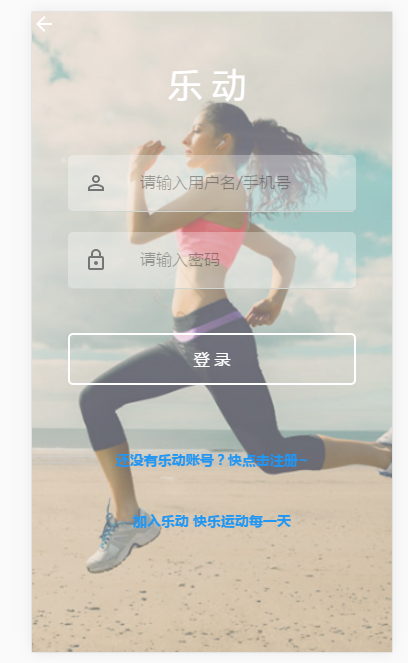 乐动
请输入用户名/手机号
请输入密码
登录
还没有乐动账号？快点击注册~
加入乐动 快乐运动每一天